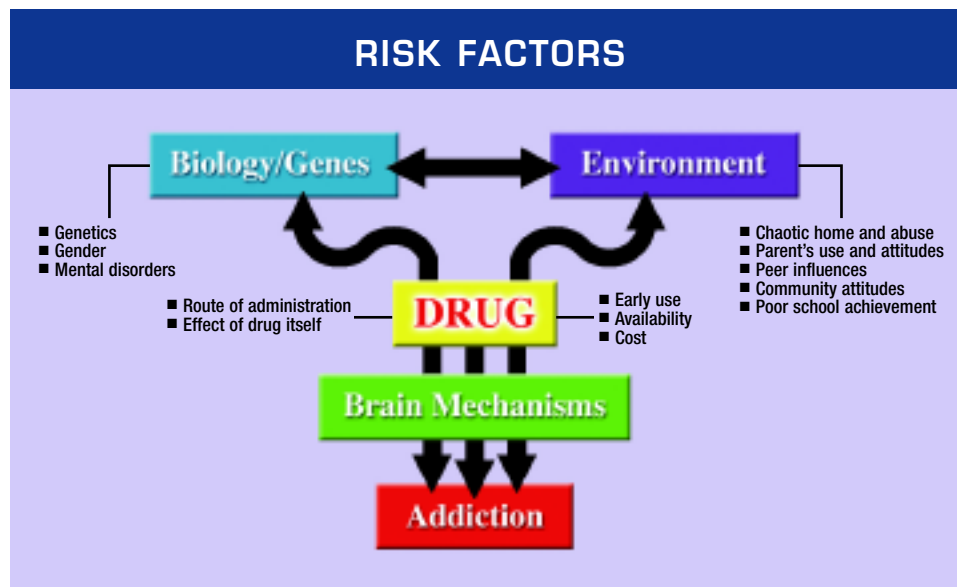 RISK FACTORS
Biology/Genes
Environment
■ Genetics
■ Gender
■ Mental disorders
■ Chaotic home and abuse
■ Parent's use and attitudes
■ Peer influences
■ Community attitudes
■ Poor school achievement
■ Route of administration
■ Effect of drug itself
DRUG
■ Early use
■ Availability
■ Cost
Brain Mechanisms
Addiction